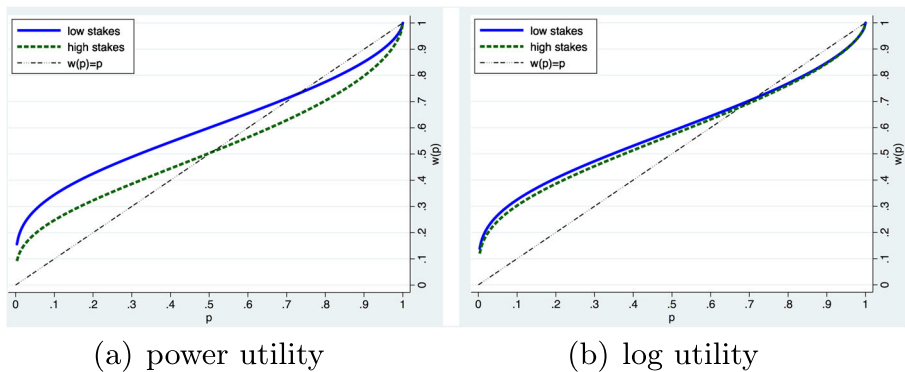 low stakes
high stakes
w(p)=p
0 .1 .2 .3 .4 .5 .6 .7 .8 .9 1
w(p)
0 .1 .2 .3 .4 .5 .6 .7 .8 .9 1
p
(a) power utility
low stakes
high stakes
w(p)=p
0 .1 .2 .3 .4 .5 .6 .7 .8 .9 1
w(p)
0 .1 .2 .3 .4 .5 .6 .7 .8 .9 1
p
(b) log utility